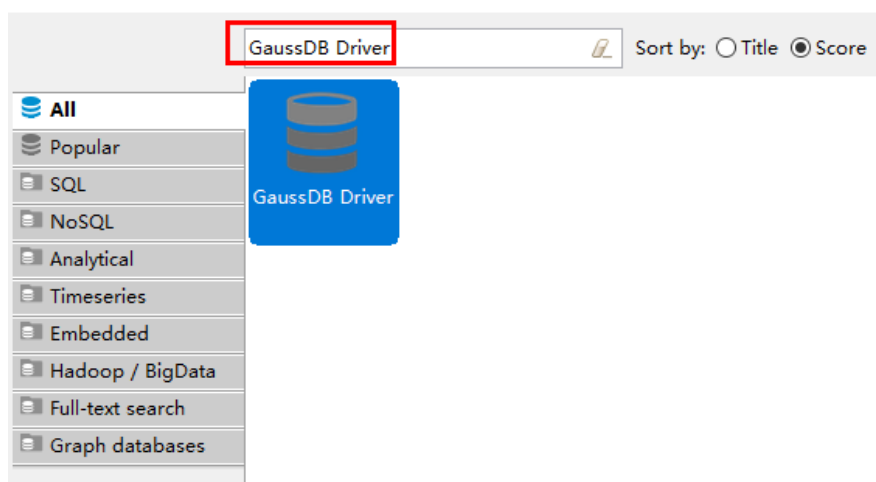 GaussDB Driver Sort by: Title Score
All
Popular
SQL
NoSQL
Analytical
Timeseries
Embedded
Hadoop / BigData
Full-text search
Graph databases
GaussDB Driver